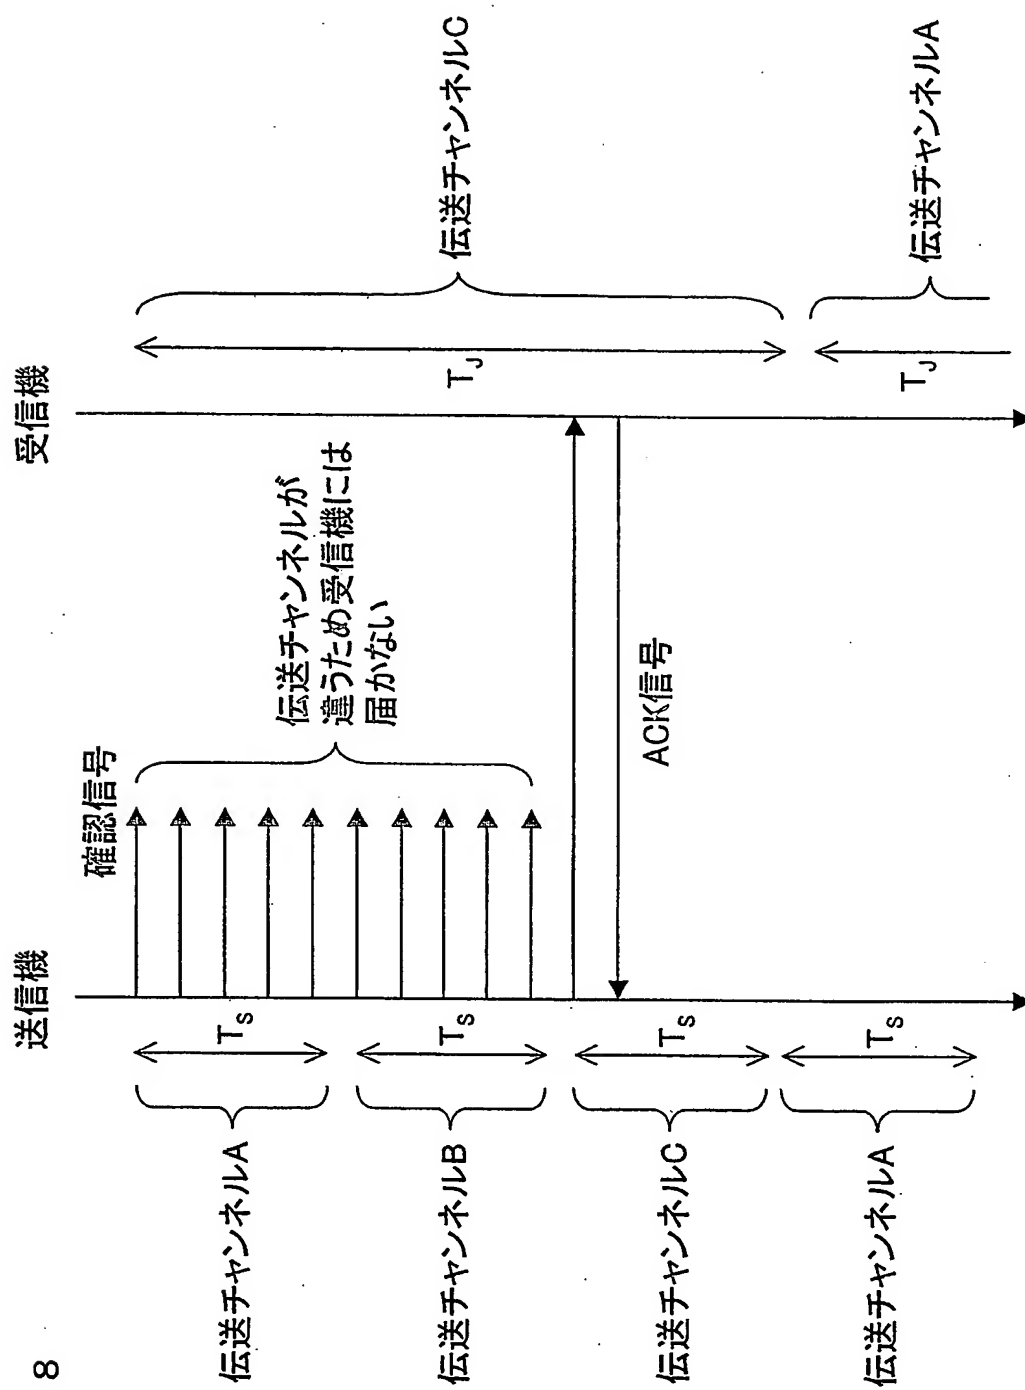 8
送信機
受信機
確認信号
伝送チャンネルが
違うため受信機には
届かない
ACK信号
伝送チャンネルA
T_S
伝送チャンネルB
T_S
伝送チャンネルC
T_S
伝送チャンネルA
T_S
T_J
伝送チャンネルC
T_J
伝送チャンネルA